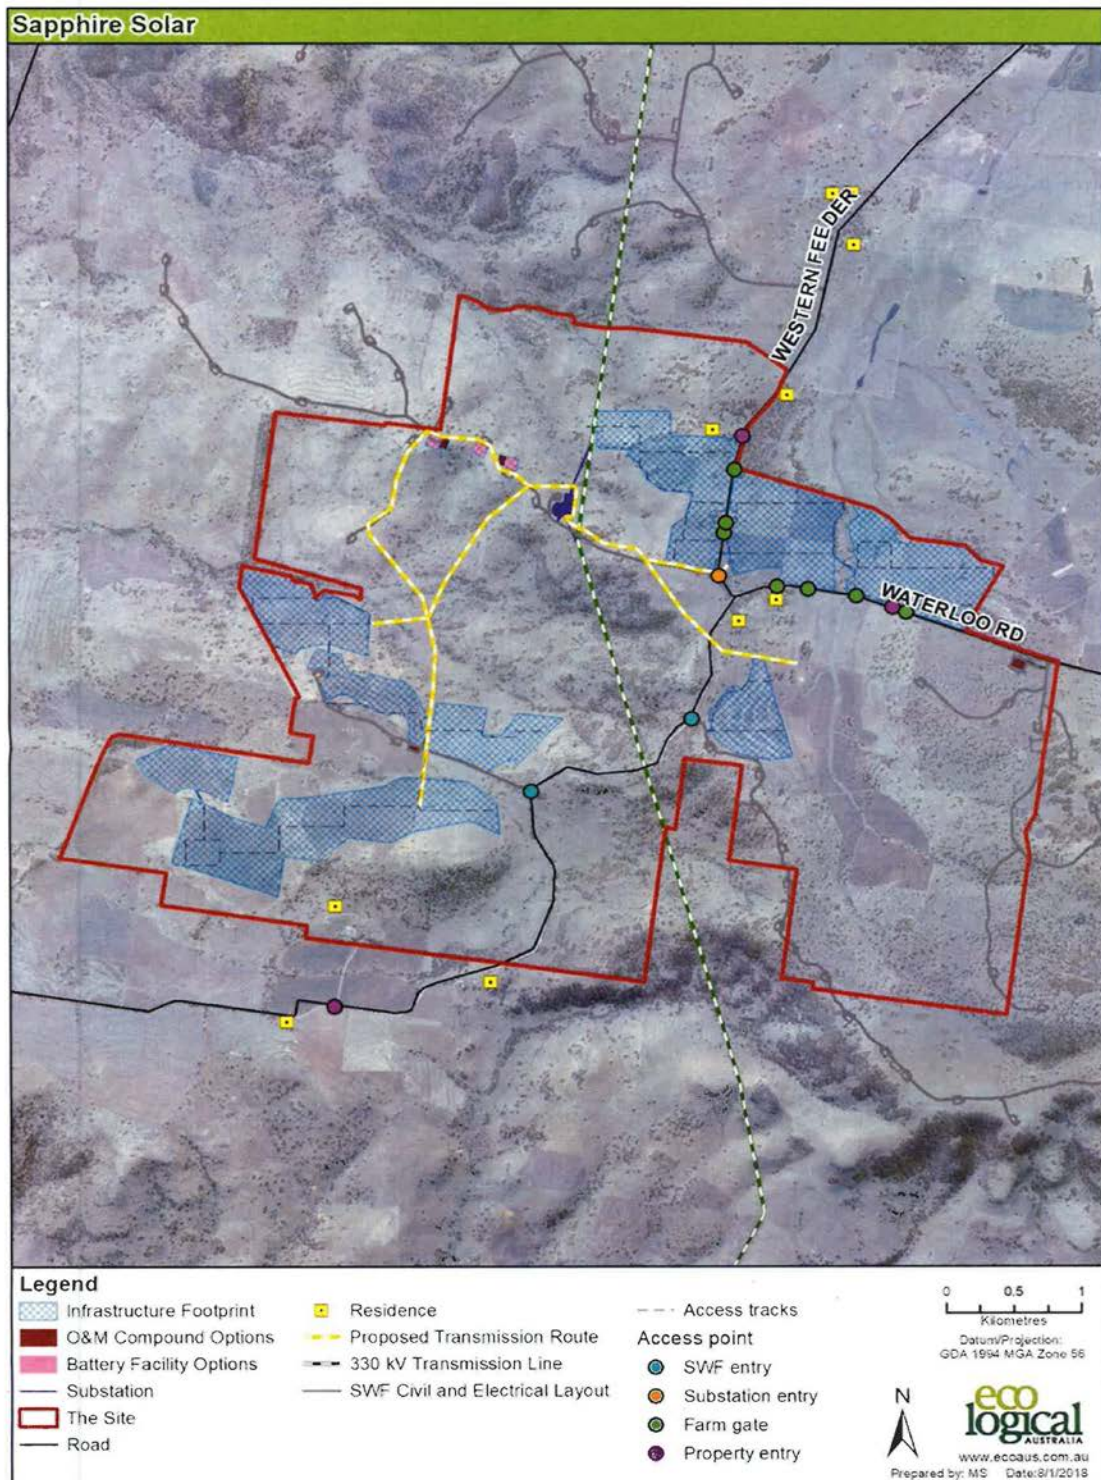 Sapphire Solar
WESTERN FEEDER
WATERLOO RD
Legend
Infrastructure Footprint
O&M Compound Options
Battery Facility Options
Substation
The Site
Road
Residence
Proposed Transmission Route
330 kV Transmission Line
SWF Civil and Electrical Layout
Access tracks
Access point
SWF entry
Substation entry
Farm gate
Property entry
0 0.5 1
Kilometres
Datum/Projection:
GDA 1994 MGA Zone 56
N
eco
logical
AUSTRALIA
www.ecoaus.com.au
Prepared by: MS Date:8/1/2018